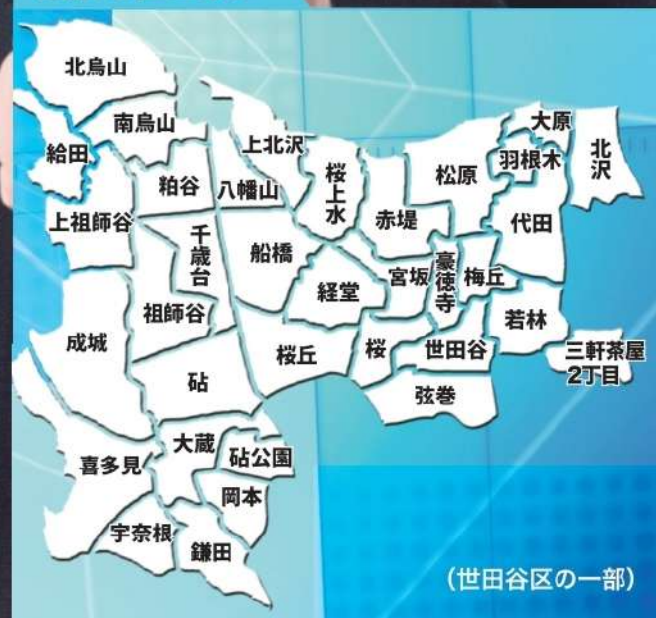 北烏山
南烏山
給田
上北沢
大原
北沢
羽根木
松原
桜上水
粕谷
八幡山
上祖師谷
赤堤
代田
千歳台
船橋
豪徳寺
宮坂
梅丘
経堂
祖師谷
若林
成城
桜丘
桜
世田谷
三軒茶屋
2丁目
砧
弦巻
大蔵
砧公園
喜多見
岡本
宇奈根
鎌田
(世田谷区の一部)